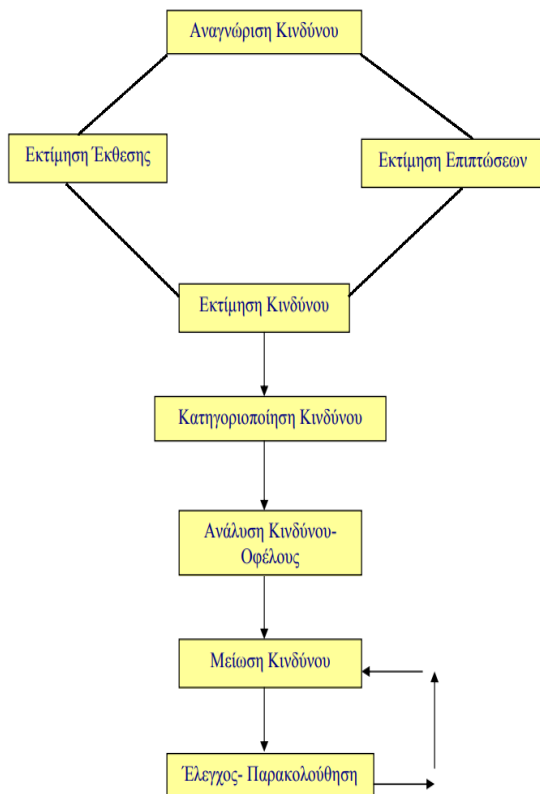 Αναγνώριση Κινδύνου
Εκτίμηση Έκθεσης
Εκτίμηση Επιπτώσεων
Εκτίμηση Κινδύνου
Κατηγοριοποίηση Κινδύνου
Ανάλυση Κινδύνου-
Οφέλους
Μείωση Κινδύνου
Έλεγχος- Παρακολούθηση